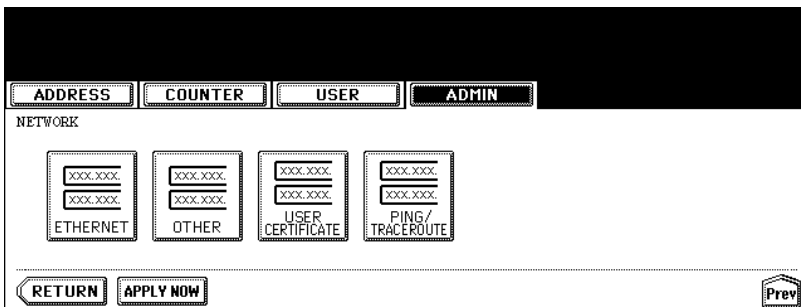 ADDRESS COUNTER USER ADMIN
NETWORK
XXX.XXX. XXX.XXX. XXX.XXX. XXX.XXX.
XXX.XXX. XXX.XXX. XXX.XXX. XXX.XXX.
ETHERNET OTHER USER CERTIFICATE PING/ TRACEROUTE
RETURN APPLY NOW Prev